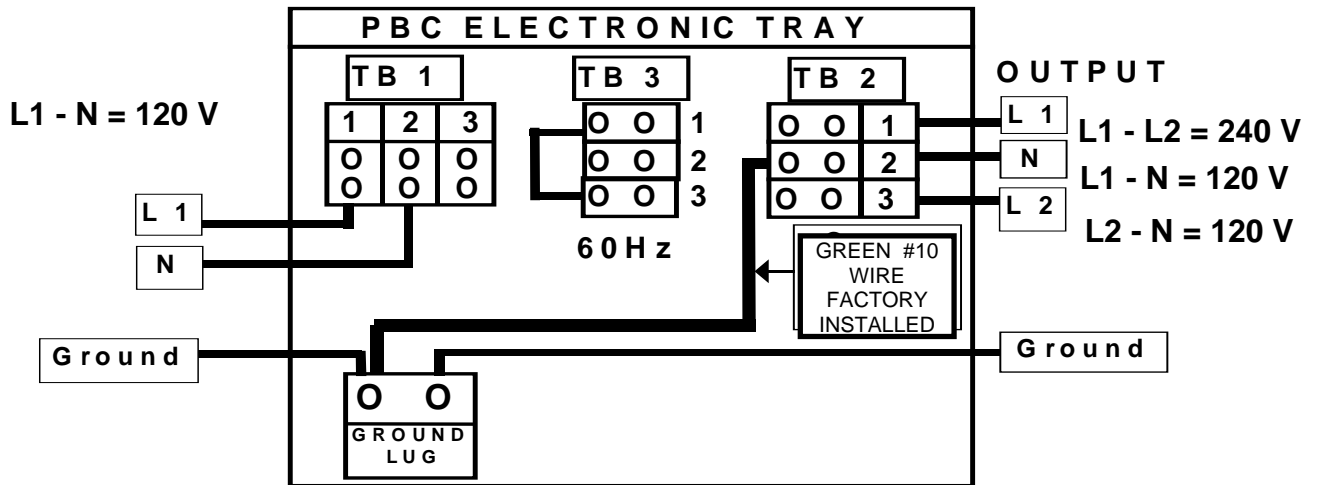 PBC ELECTRONIC TRAY
TB 1
TB 3
TB 2
OUTPUT
L1 - N = 120 V
1 2 3
O O O
O O O
O O 1
O O 2
O O 3
60Hz
O O 1
O O 2
O O 3
L 1
N
L 2
L1 - L2 = 240 V
L1 - N = 120 V
L2 - N = 120 V
L 1
N
GREEN #10
WIRE
FACTORY
INSTALLED
Ground
Ground
O O
GROUND
LUG